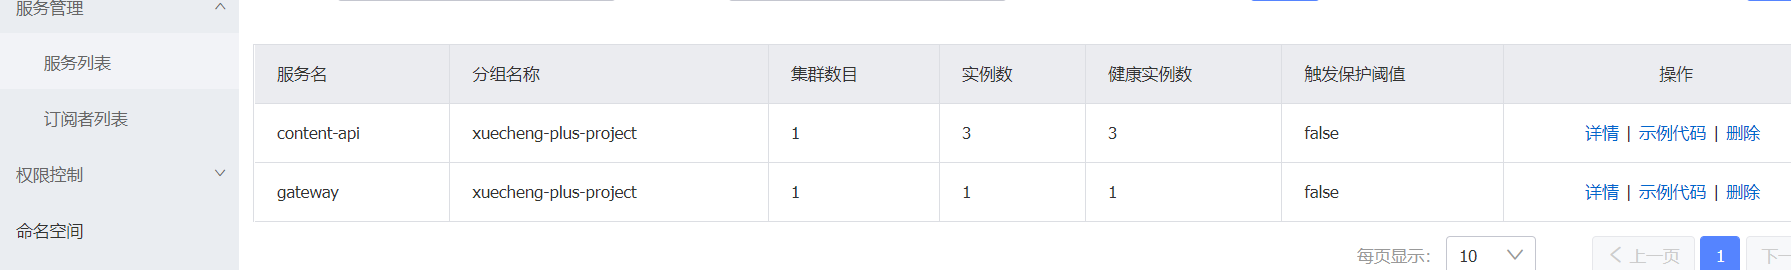 服务管理
服务列表
订阅者列表
权限控制
命名空间
服务名 分组名称 集群数目 实例数 健康实例数 触发保护阈值 操作
content-api xuecheng-plus-project 1 3 3 false 详情 | 示例代码 | 删除
gateway xuecheng-plus-project 1 1 1 false 详情 | 示例代码 | 删除
每页显示: 10 上一页 1 下一